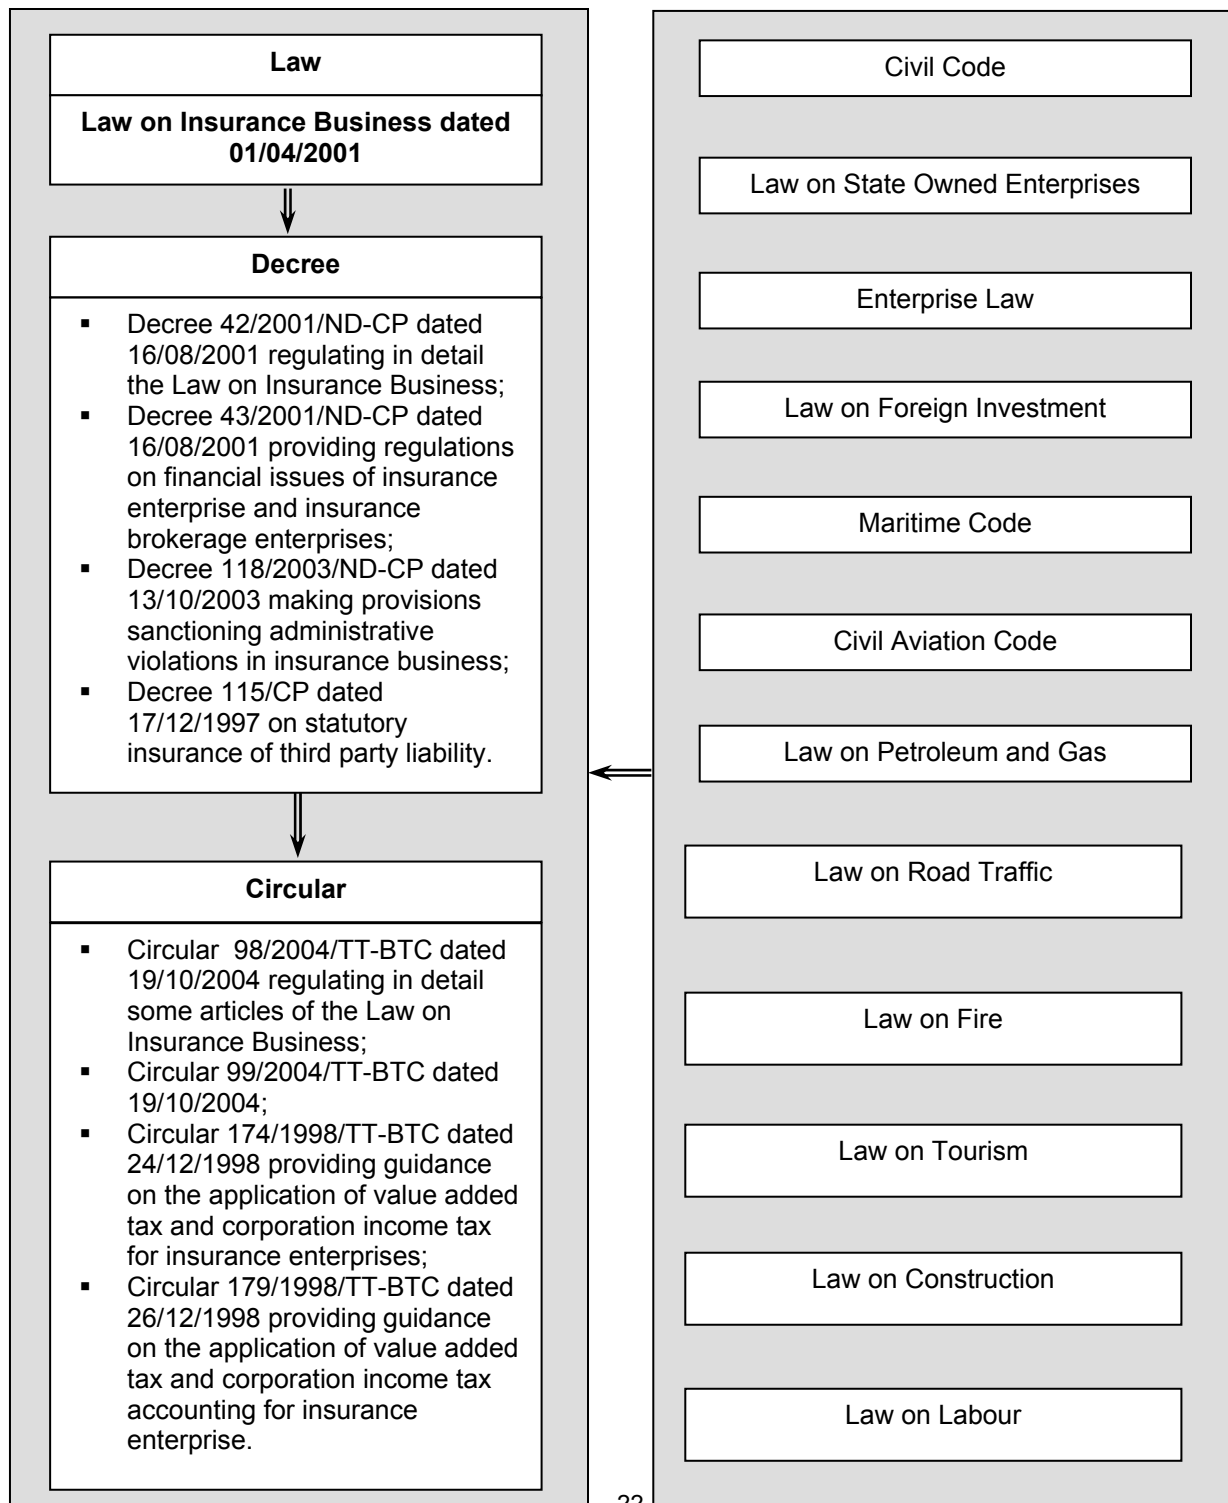 Law
Law on Insurance Business dated
01/04/2001
Decree
▪ Decree 42/2001/ND-CP dated
16/08/2001 regulating in detail
the Law on Insurance Business;
▪ Decree 43/2001/ND-CP dated
16/08/2001 providing regulations
on financial issues of insurance
enterprise and insurance
brokerage enterprises;
▪ Decree 118/2003/ND-CP dated
13/10/2003 making provisions
sanctioning administrative
violations in insurance business;
▪ Decree 115/CP dated
17/12/1997 on statutory
insurance of third party liability.
Circular
▪ Circular 98/2004/TT-BTC dated
19/10/2004 regulating in detail
some articles of the Law on
Insurance Business;
▪ Circular 99/2004/TT-BTC dated
19/10/2004;
▪ Circular 174/1998/TT-BTC dated
24/12/1998 providing guidance
on the application of value added
tax and corporation income tax
for insurance enterprises;
▪ Circular 179/1998/TT-BTC dated
26/12/1998 providing guidance
on the application of value added
tax and corporation income tax
accounting for insurance
enterprise.
Civil Code
Law on State Owned Enterprises
Enterprise Law
Law on Foreign Investment
Maritime Code
Civil Aviation Code
Law on Petroleum and Gas
Law on Road Traffic
Law on Fire
Law on Tourism
Law on Construction
Law on Labour
22